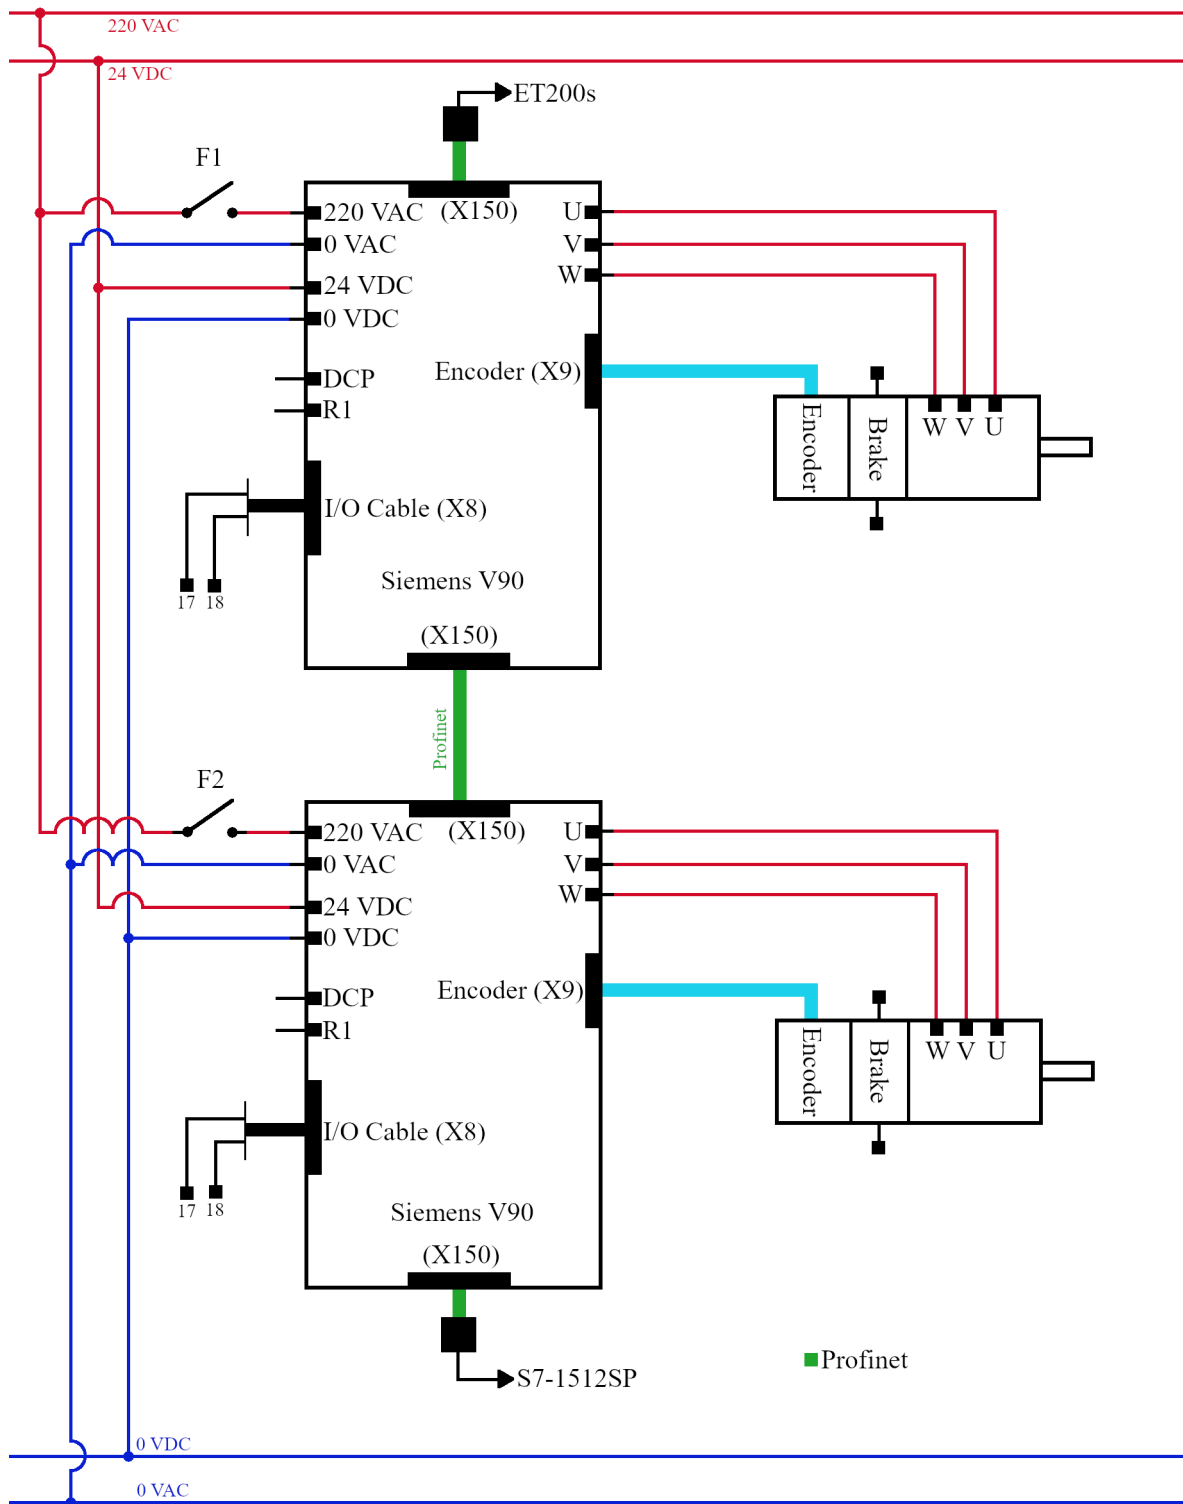 220 VAC
24 VDC
ET200s
F1
220 VAC (X150) U
0 VAC V
W
24 VDC
0 VDC
Encoder (X9)
DCP
R1
Encoder
Brake
W V U
I/O Cable (X8)
Siemens V90
17 18
(X150)
Profinet
F2
220 VAC (X150) U
0 VAC V
W
24 VDC
0 VDC
Encoder (X9)
DCP
R1
Encoder
Brake
W V U
I/O Cable (X8)
17 18
Siemens V90
(X150)
Profinet
S7-1512SP
0 VDC
0 VAC